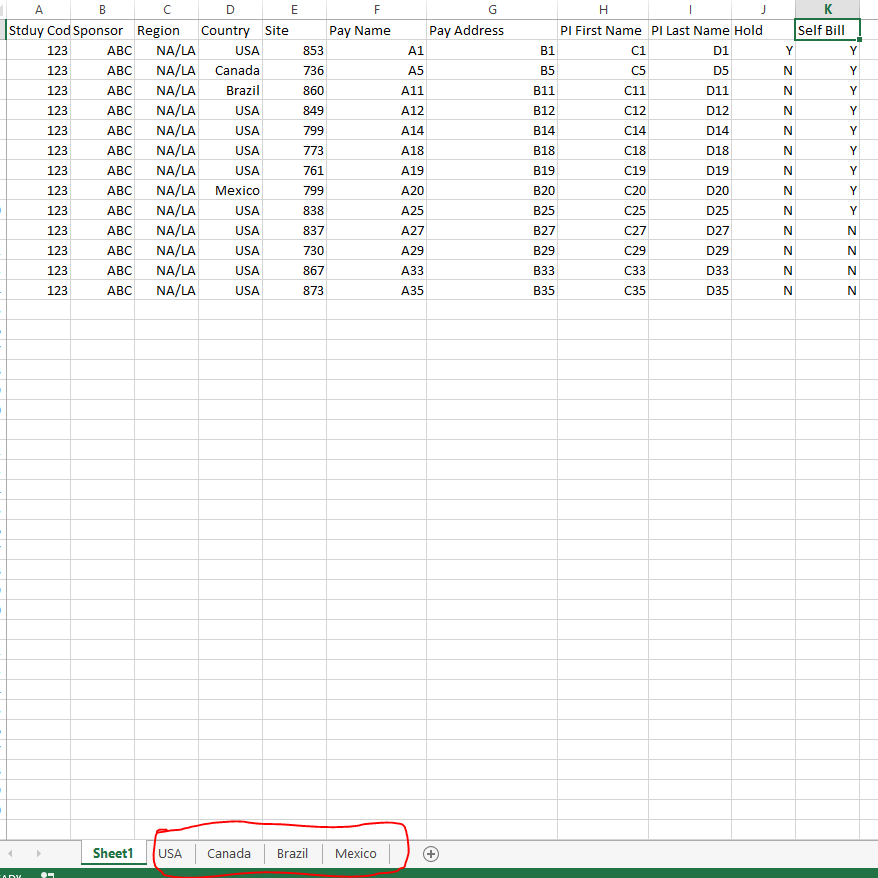 A B C D E F G H I J K
Stduy Cod Sponsor Region Country Site Pay Name Pay Address PI First Name PI Last Name Hold Self Bill
123 ABC NA/LA USA 853 A1 B1 C1 D1 Y Y
123 ABC NA/LA Canada 736 A5 B5 C5 D5 N Y
123 ABC NA/LA Brazil 860 A11 B11 C11 D11 N Y
123 ABC NA/LA USA 849 A12 B12 C12 D12 N Y
123 ABC NA/LA USA 799 A14 B14 C14 D14 N Y
123 ABC NA/LA USA 773 A18 B18 C18 D18 N Y
123 ABC NA/LA USA 761 A19 B19 C19 D19 N Y
123 ABC NA/LA Mexico 799 A20 B20 C20 D20 N Y
123 ABC NA/LA USA 838 A25 B25 C25 D25 N Y
123 ABC NA/LA USA 837 A27 B27 C27 D27 N N
123 ABC NA/LA USA 730 A29 B29 C29 D29 N N
123 ABC NA/LA USA 867 A33 B33 C33 D33 N N
123 ABC NA/LA USA 873 A35 B35 C35 D35 N N
Sheet1 USA Canada Brazil Mexico